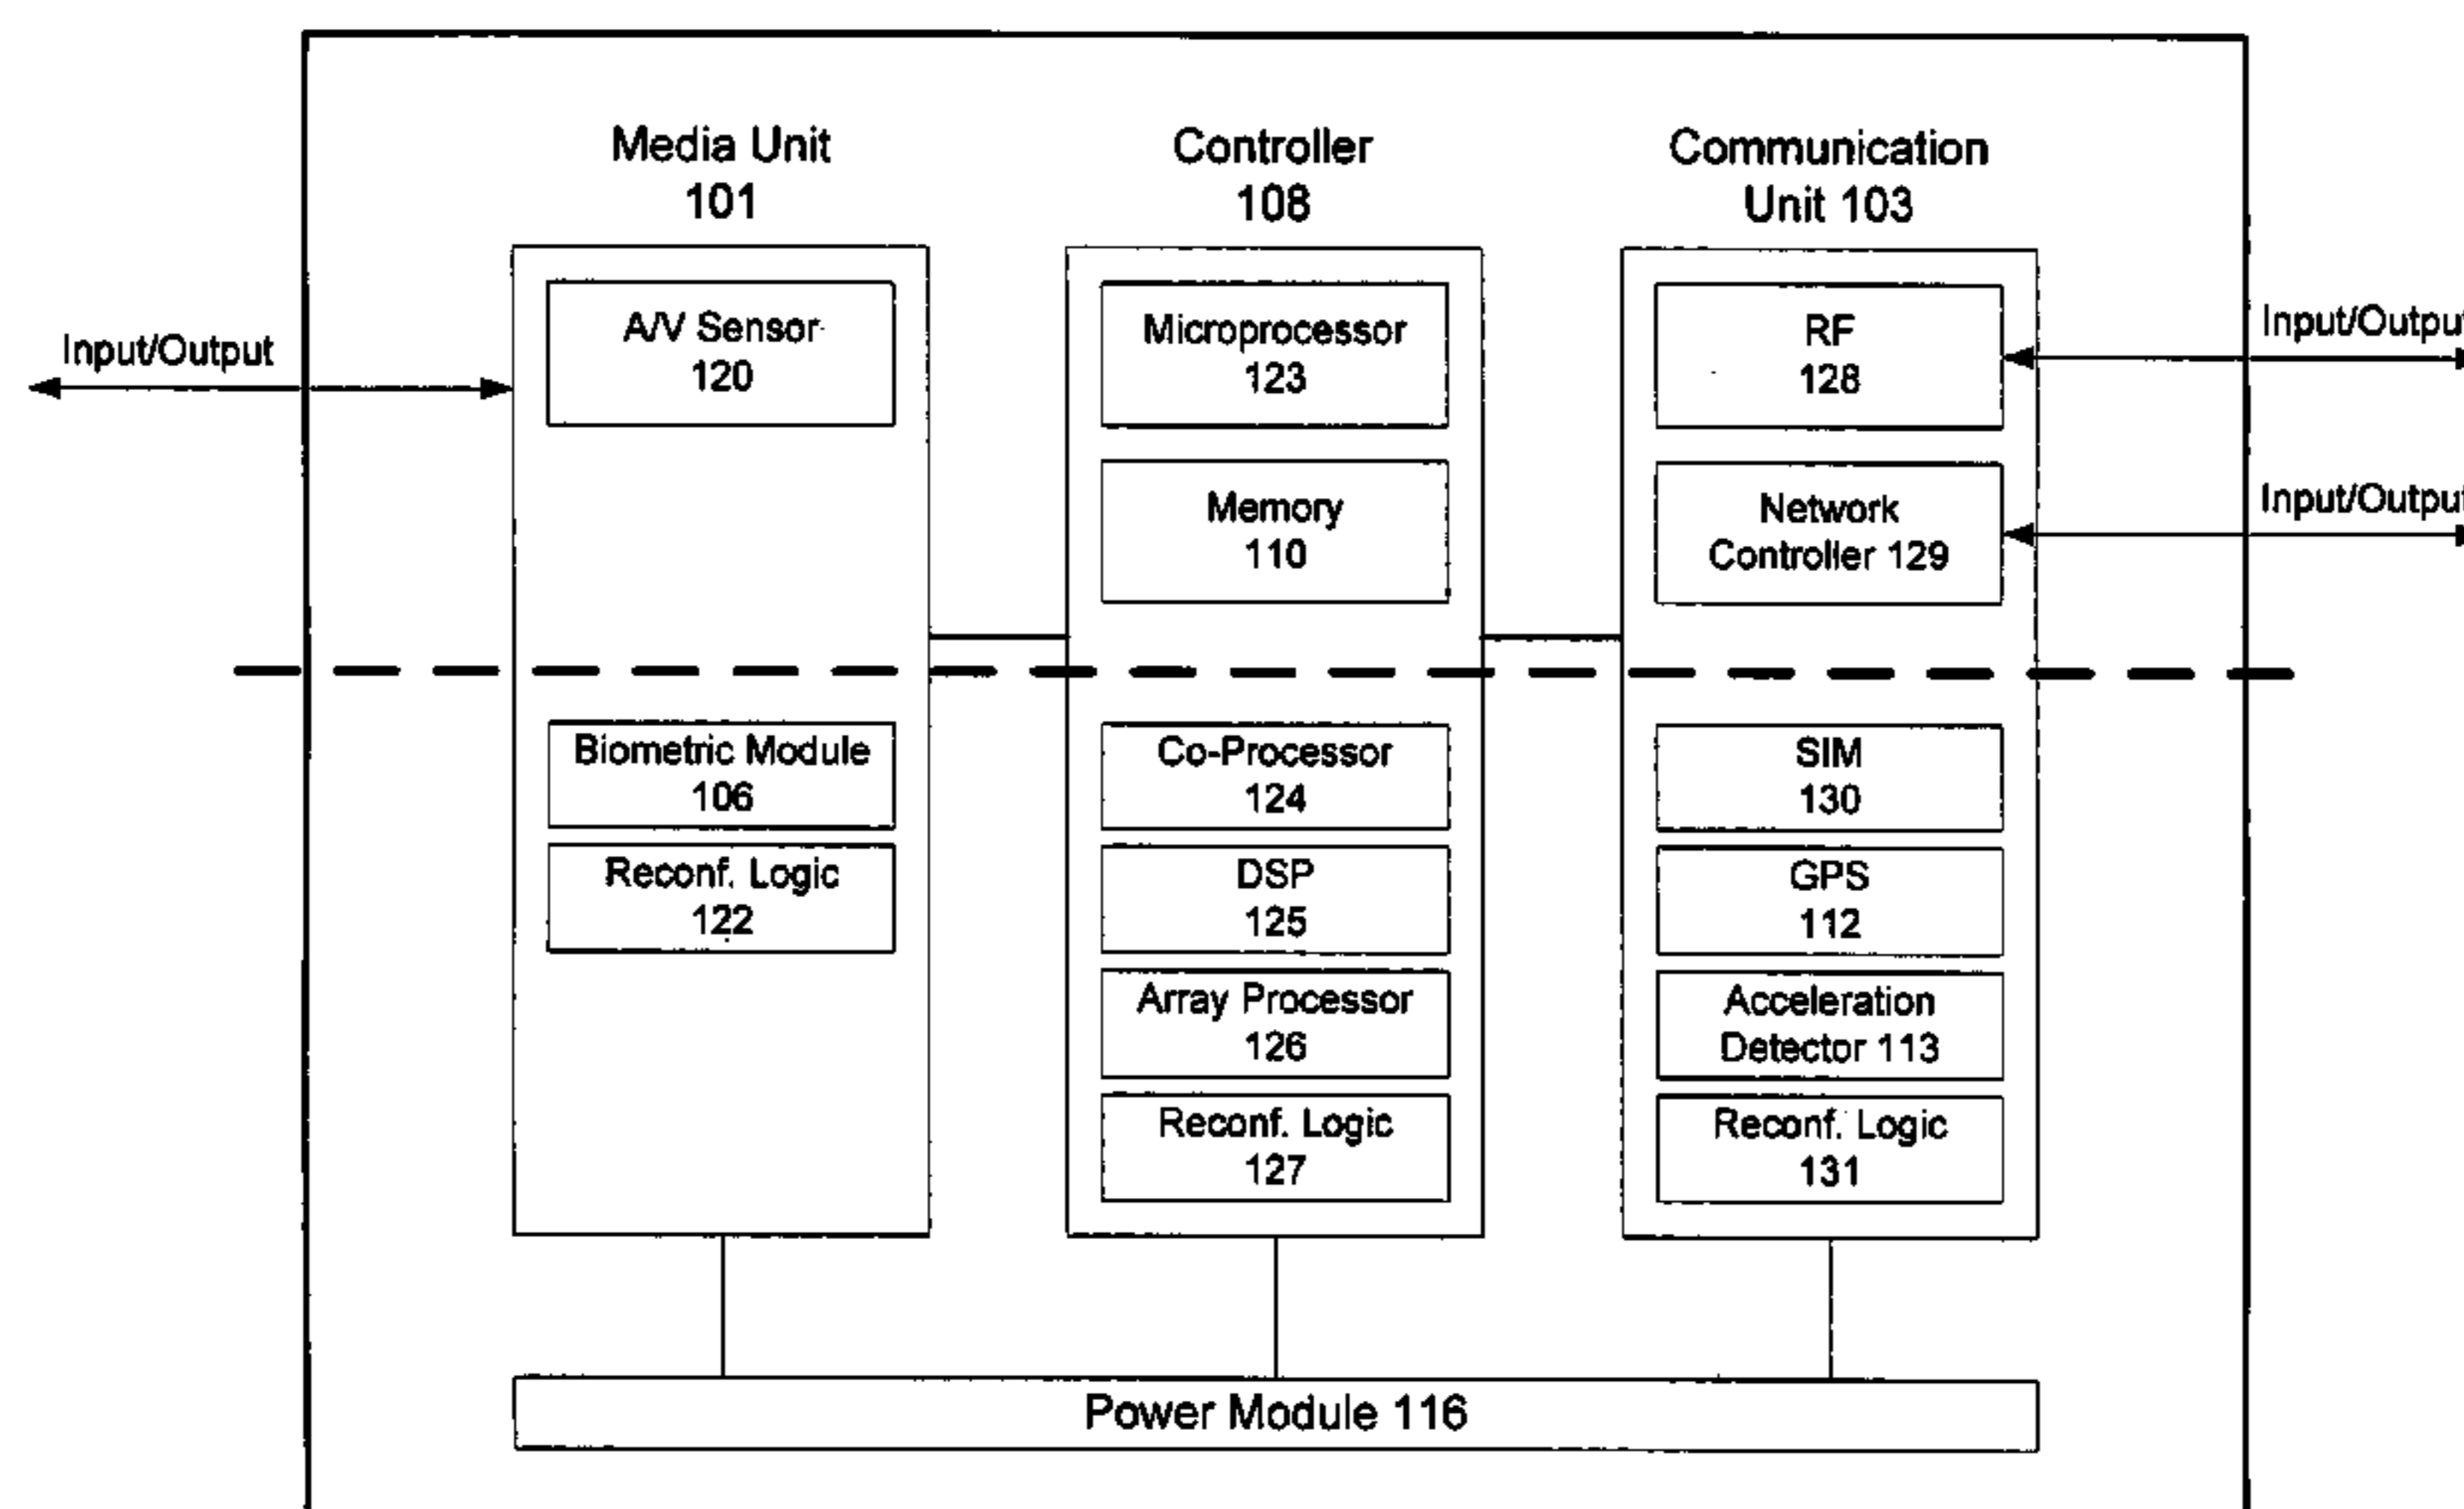 Media Unit
101
Controller
108
Communication
Unit 103
Input/Output
A/V Sensor
120
Microprocessor
123
RF
128
Input/Output
Memory
110
Network
Controller 129
Input/Output
Biometric Module
106
Co-Processor
124
SIM
130
Reconf. Logic
122
DSP
125
GPS
112
Array Processor
126
Acceleration
Detector 113
Reconf. Logic
127
Reconf. Logic
131
Power Module 116